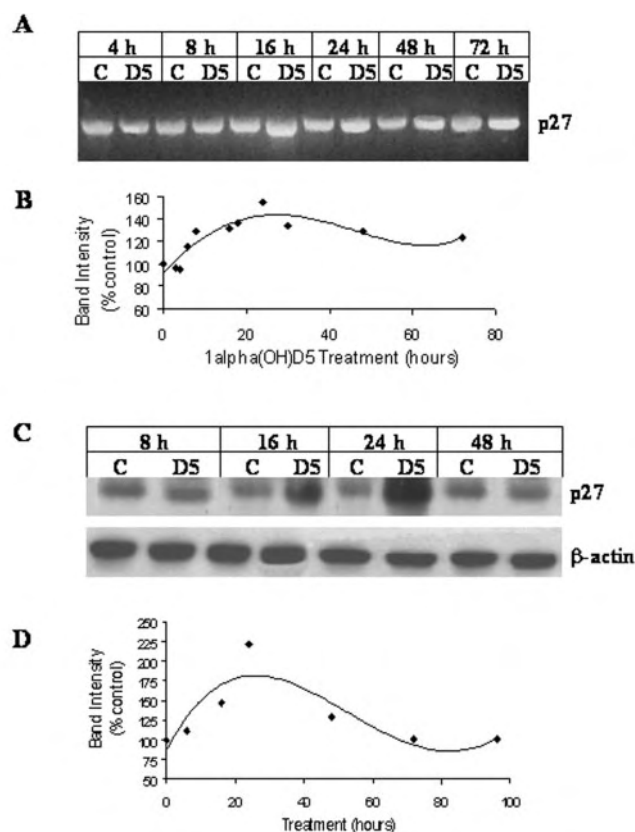 A
4 h 8 h 16 h 24 h 48 h 72 h
C D5 C D5 C D5 C D5 C D5 C D5
p27
B
160
140
120
100
80
60
Band Intensity
(% control)
0 20 40 60 80
1alpha(OH)D5 Treatment (hours)
C
8 h 16 h 24 h 48 h
C D5 C D5 C D5 C D5
p27
β-actin
D
250
225
200
175
150
125
100
75
50
Band Intensity
(% control)
0 20 40 60 80 100
Treatment (hours)